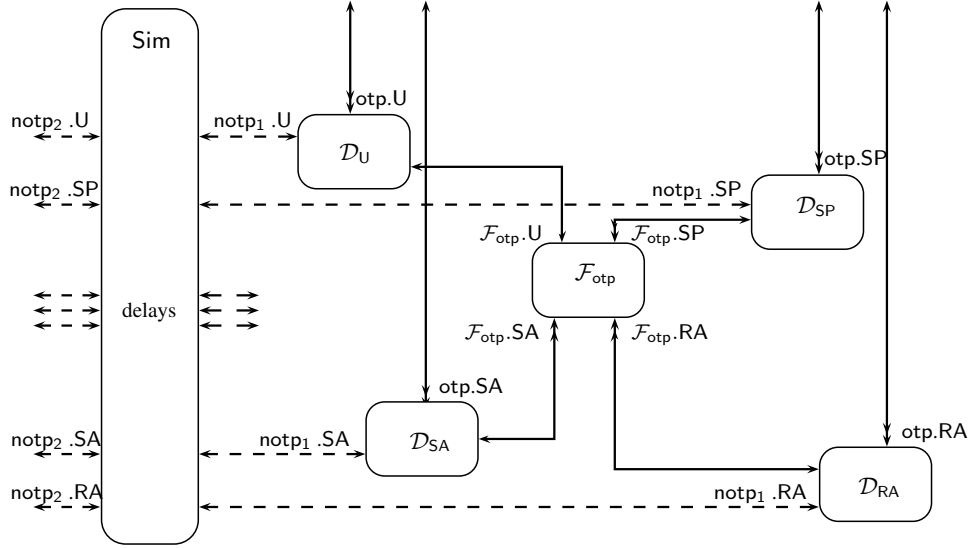 Sim
otp.U
notp₂ .U
notp₁ .U
𝒟_U
otp.SP
notp₂ .SP
notp₁ .SP
𝒟_SP
ℱ_otp.U
ℱ_otp.SP
ℱ_otp
delays
ℱ_otp.SA
ℱ_otp.RA
otp.SA
notp₂ .SA
notp₁ .SA
𝒟_SA
otp.RA
notp₂ .RA
notp₁ .RA
𝒟_RA